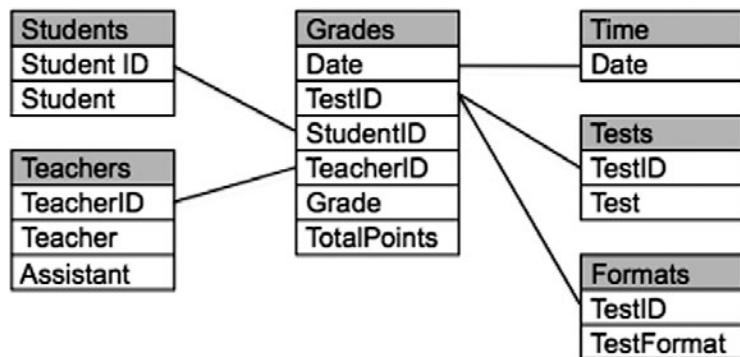 Students
Student ID
Student
Teachers
TeacherID
Teacher
Assistant
Grades
Date
TestID
StudentID
TeacherID
Grade
TotalPoints
Time
Date
Tests
TestID
Test
Formats
TestID
TestFormat